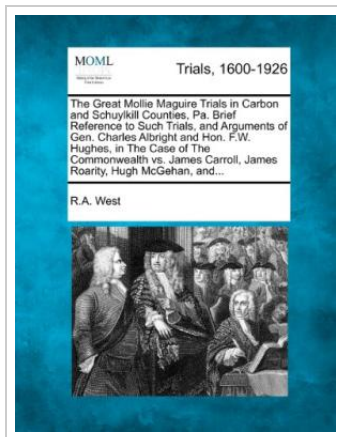 MOML
Trials, 1600-1926
The Great Mollie Maguire Trials in Carbon
and Schuylkill Counties, Pa. Brief
Reference to Such Trials, and Arguments of
Gen. Charles Albright and Hon. F.W.
Hughes, in The Case of The
Commonwealth vs. James Carroll, James
Roarity, Hugh McGehan, and...
R.A. West